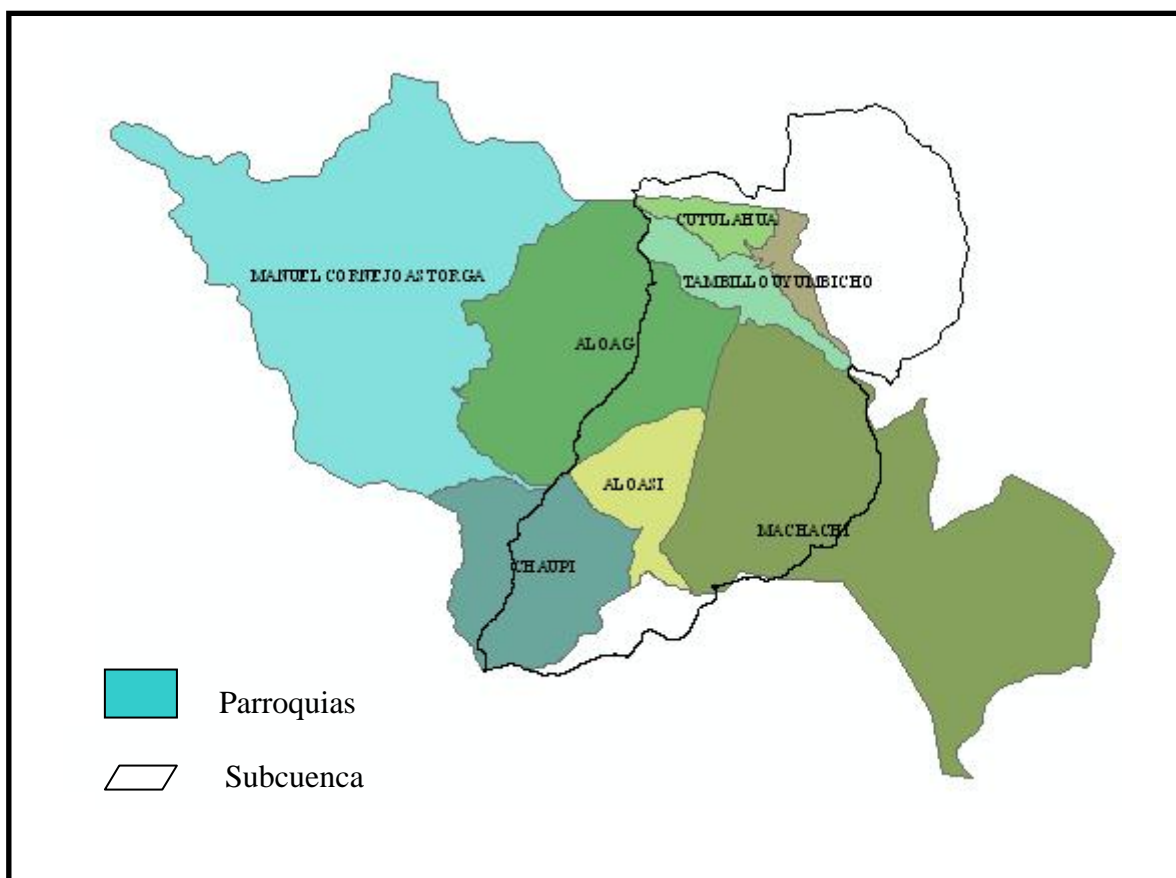 CUTULAHUA
MANUEL CORNEJO ASTORGA
TAMBILLO UYUMBICHO
ALOAG
ALOASI
MACHACHI
CHAUPI
Parroquias
Subcuenca